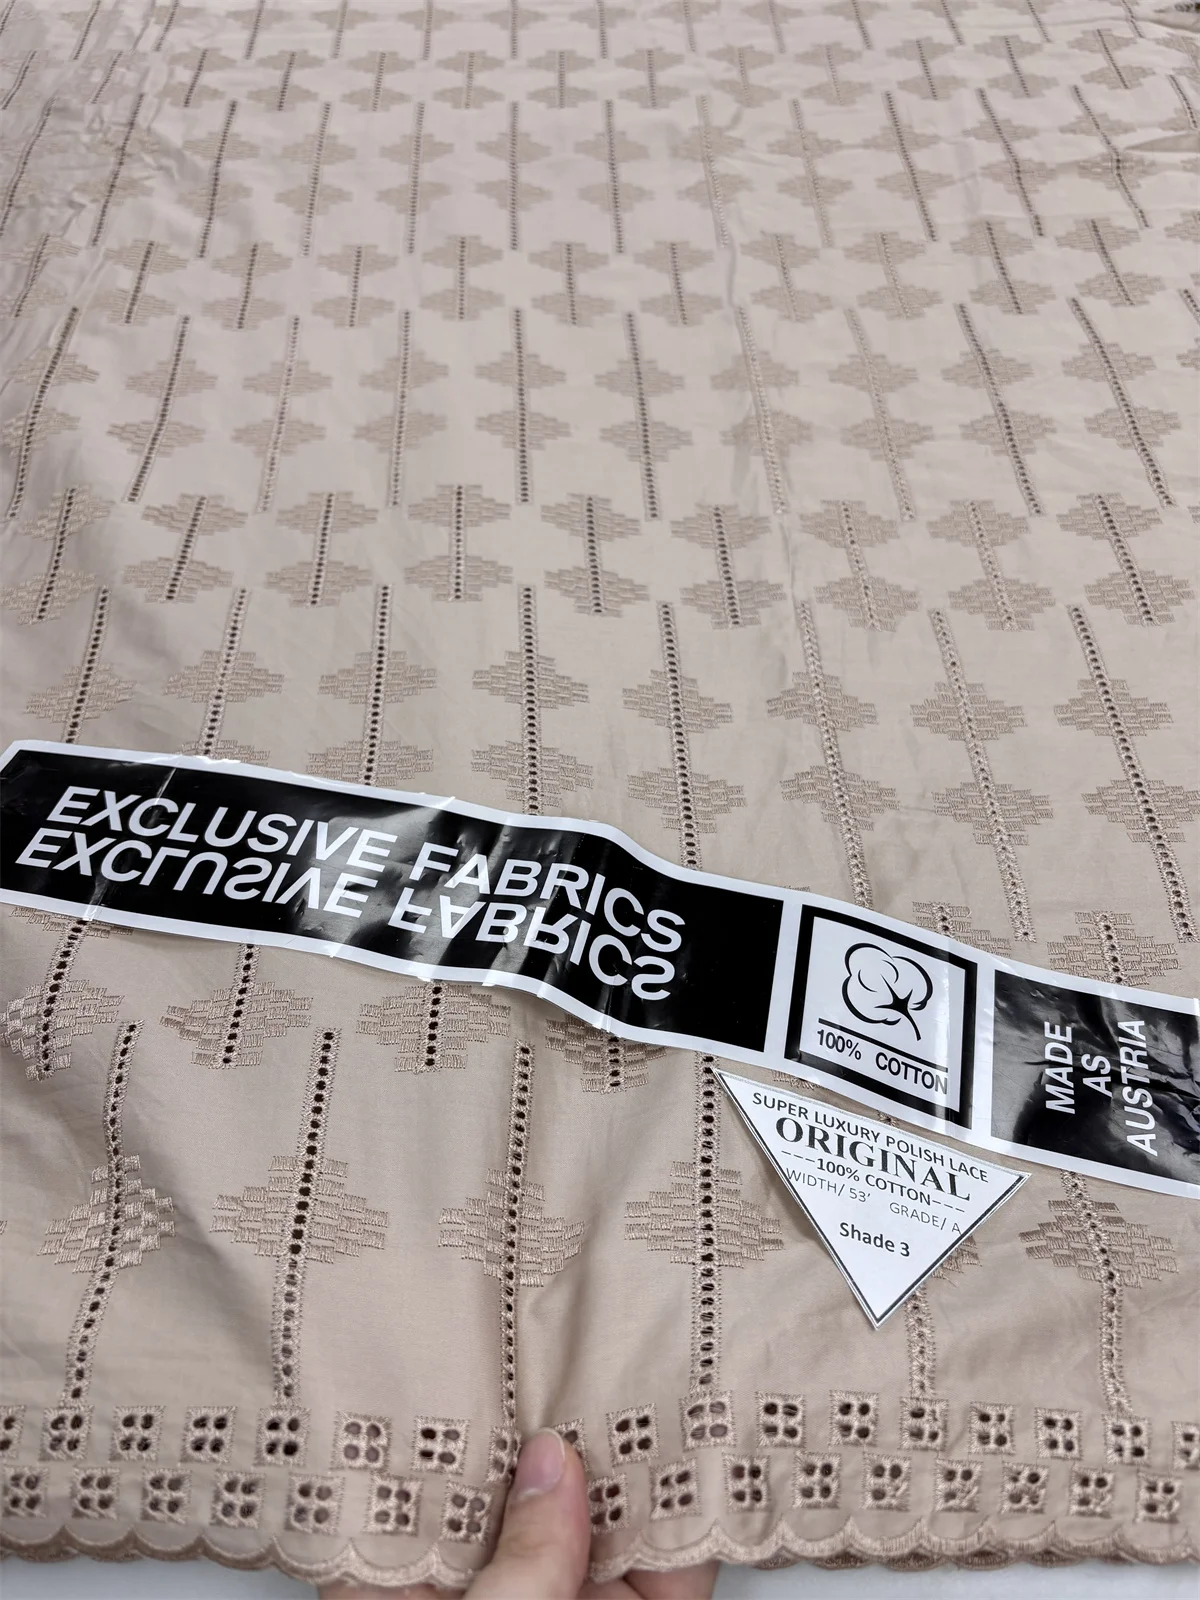 EXCLUSIVE FABRICS
EXCLUSIVE FABRICS
100% COTTON
MADE
AS
AUSTRIA
SUPER LUXURY POLISH LACE
ORIGINAL
---100% COTTON---
WIDTH/ 53'
GRADE/ A
Shade 3